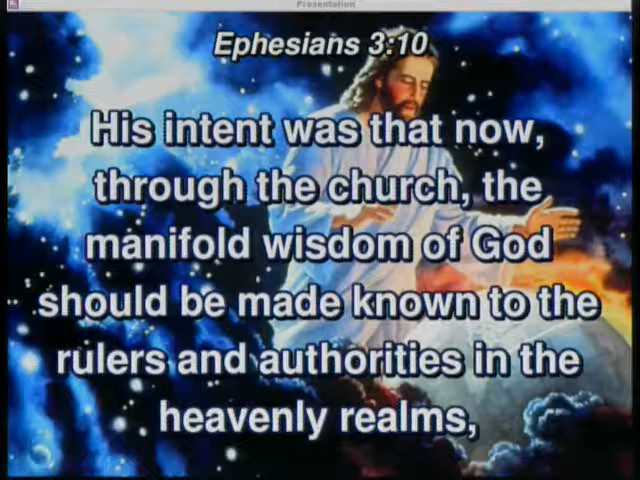 Presentation
Ephesians 3:10
His intent was that now,
through the church, the
manifold wisdom of God
should be made known to the
rulers and authorities in the
heavenly realms,